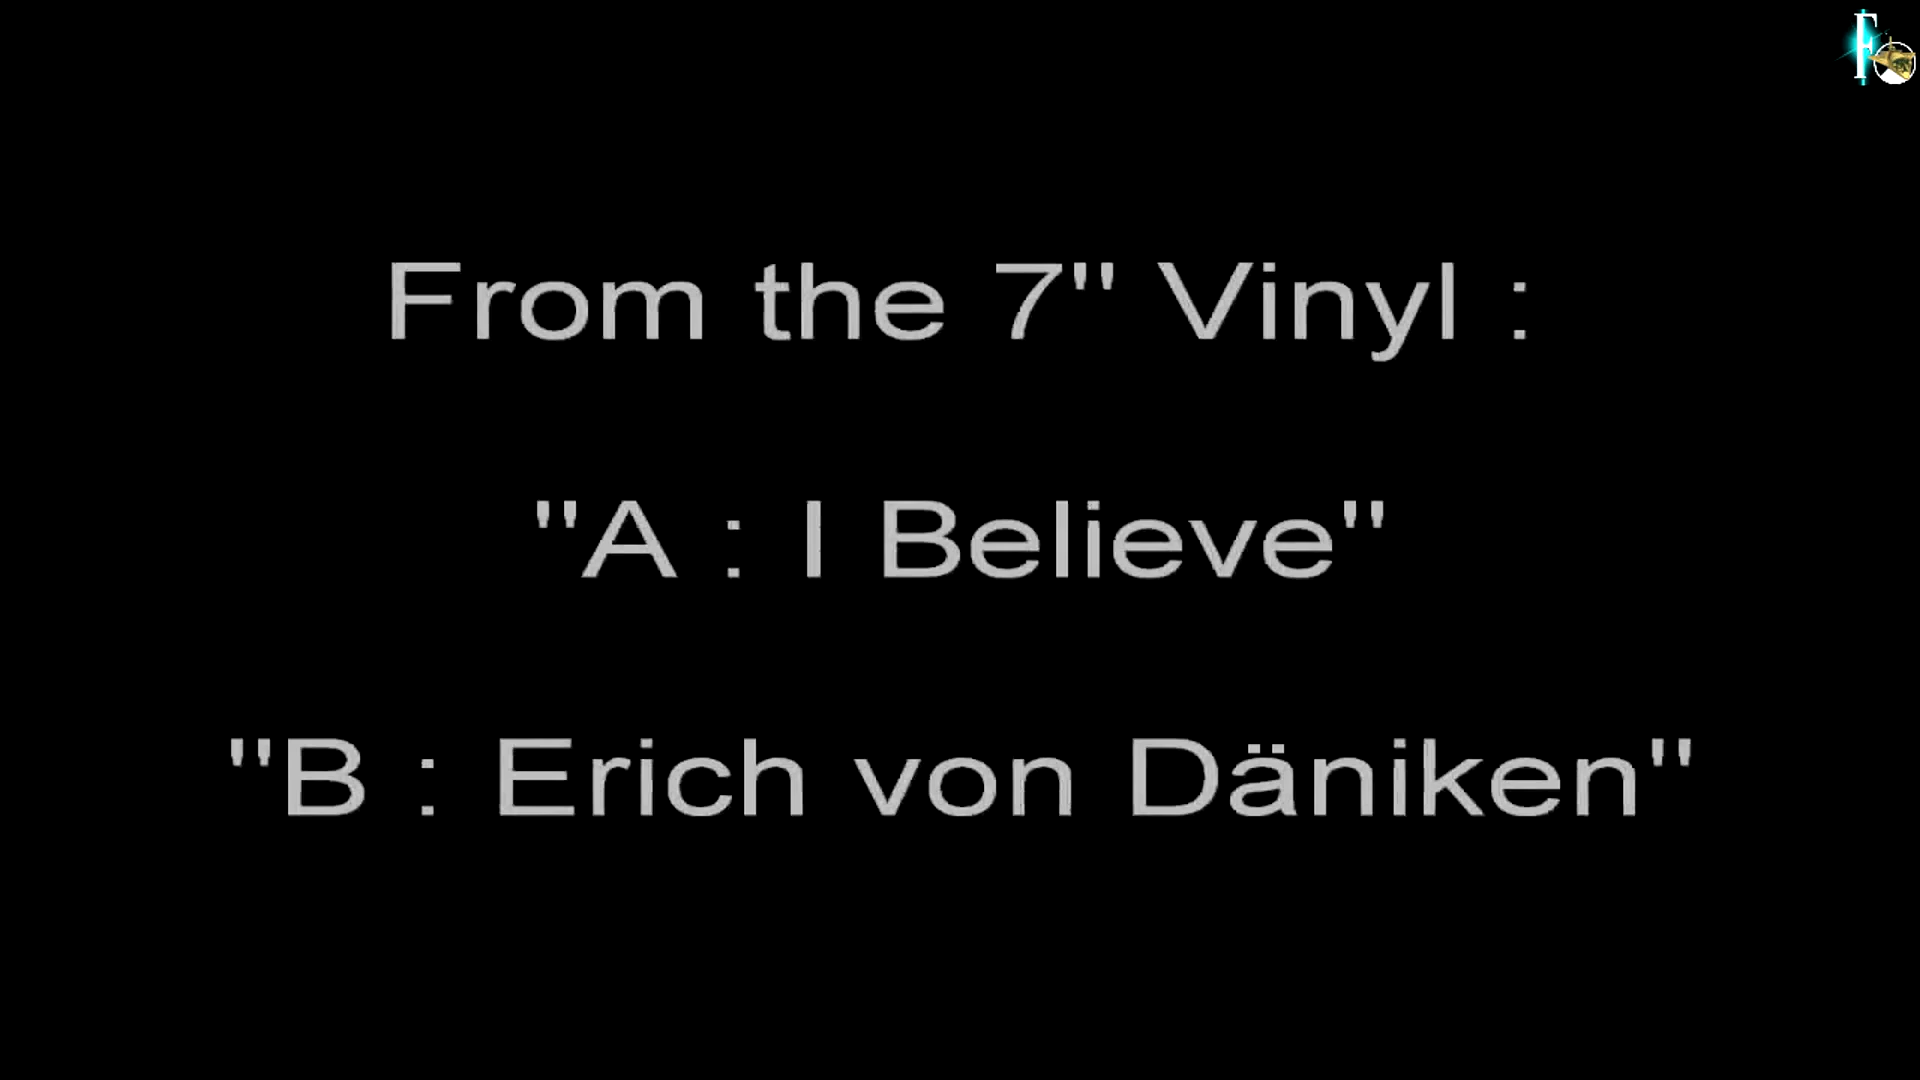 From the 7" Vinyl :
"A : I Believe"
"B : Erich von Däniken"
F